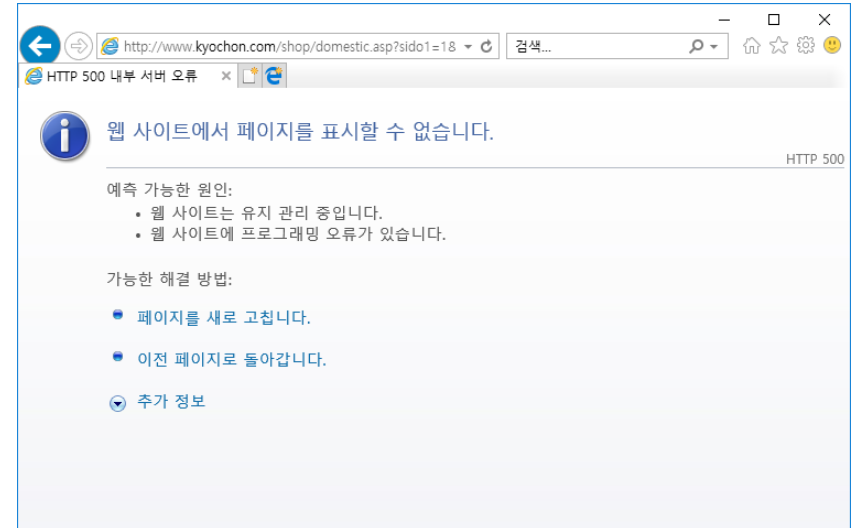 http://www.kyochon.com/shop/domestic.asp?sido1=18
검색...
HTTP 500 내부 서버 오류
웹 사이트에서 페이지를 표시할 수 없습니다.
HTTP 500
예측 가능한 원인:
• 웹 사이트는 유지 관리 중입니다.
• 웹 사이트에 프로그래밍 오류가 있습니다.
가능한 해결 방법:
페이지를 새로 고칩니다.
이전 페이지로 돌아갑니다.
추가 정보